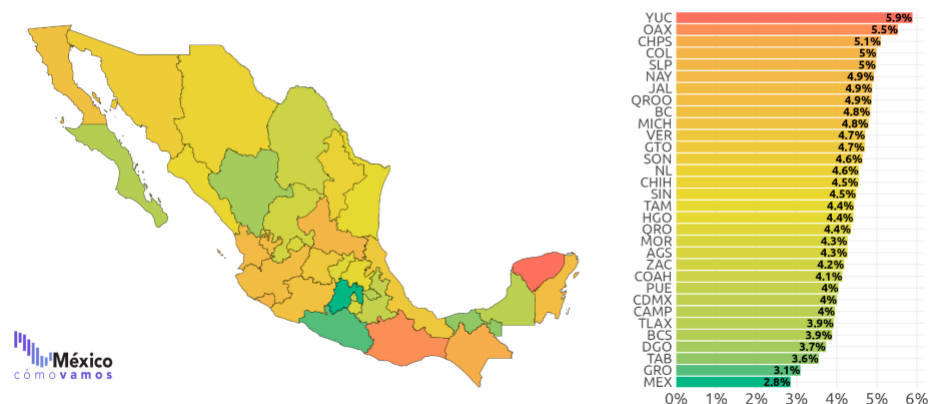 YUC 5.9%
OAX 5.5%
CHPS 5.1%
COL 5%
SLP 5%
NAY 4.9%
JAL 4.9%
QROO 4.9%
BC 4.8%
MICH 4.8%
VER 4.7%
GTO 4.7%
SON 4.6%
NL 4.6%
CHIH 4.5%
SIN 4.5%
TAM 4.4%
HGO 4.4%
QRO 4.4%
MOR 4.3%
AGS 4.3%
ZAC 4.2%
COAH 4.1%
PUE 4%
CDMX 4%
CAMP 4%
TLAX 3.9%
BCS 3.9%
DGO 3.7%
TAB 3.6%
GRO 3.1%
MEX 2.8%
0% 1% 2% 3% 4% 5% 6%
México
cómovamos